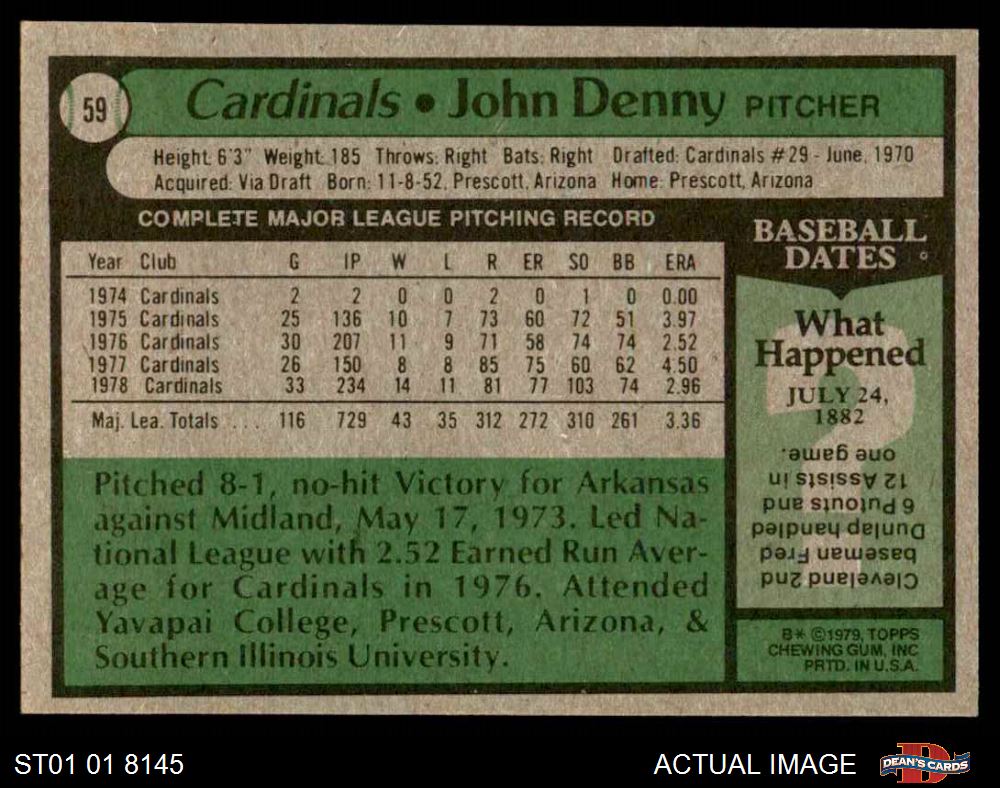 59
Cardinals • John Denny PITCHER
Height: 6'3" Weight: 185 Throws: Right Bats: Right Drafted: Cardinals #29 - June, 1970
Acquired: Via Draft Born: 11-8-52, Prescott, Arizona Home: Prescott, Arizona
COMPLETE MAJOR LEAGUE PITCHING RECORD
Year Club G IP W L R ER SO BB ERA
1974 Cardinals 2 2 0 0 2 0 1 0 0.00
1975 Cardinals 25 136 10 7 73 60 72 51 3.97
1976 Cardinals 30 207 11 9 71 58 74 74 2.52
1977 Cardinals 26 150 8 8 85 75 60 62 4.50
1978 Cardinals 33 234 14 11 81 77 103 74 2.96
Maj. Lea. Totals ... 116 729 43 35 312 272 310 261 3.36
Pitched 8-1, no-hit Victory for Arkansas
against Midland, May 17, 1973. Led Na-
tional League with 2.52 Earned Run Aver-
age for Cardinals in 1976. Attended
Yavapai College, Prescott, Arizona, &
Southern Illinois University.
BASEBALL
DATES
What
Happened
JULY 24,
1882
?
Cleveland 2nd
baseman Fred
Dunlap handled
6 Putouts and
12 Assists in
one game.
B* ©1979, TOPPS
CHEWING GUM, INC
PRTD. IN U.S.A.
ST01 01 8145
ACTUAL IMAGE
D
DEAN'S CARDS